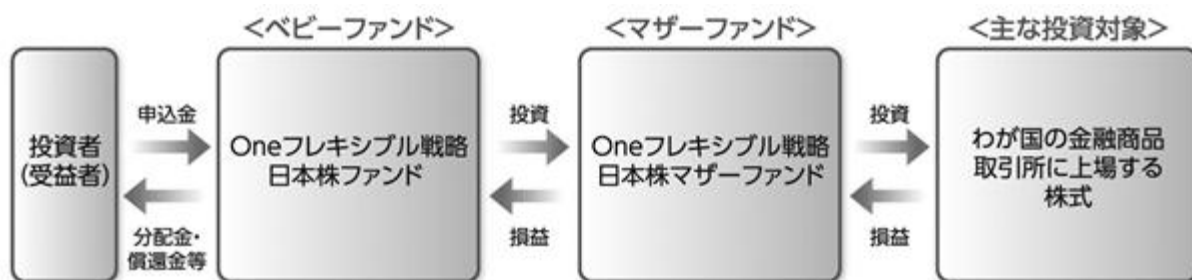 <ベビーファンド>
<マザーファンド>
<主な投資対象>
投資者
(受益者)
申込金
分配金・
償還金等
Oneフレキシブル戦略
日本株ファンド
投資
損益
Oneフレキシブル戦略
日本株マザーファンド
投資
損益
わが国の金融商品
取引所に上場する
株式